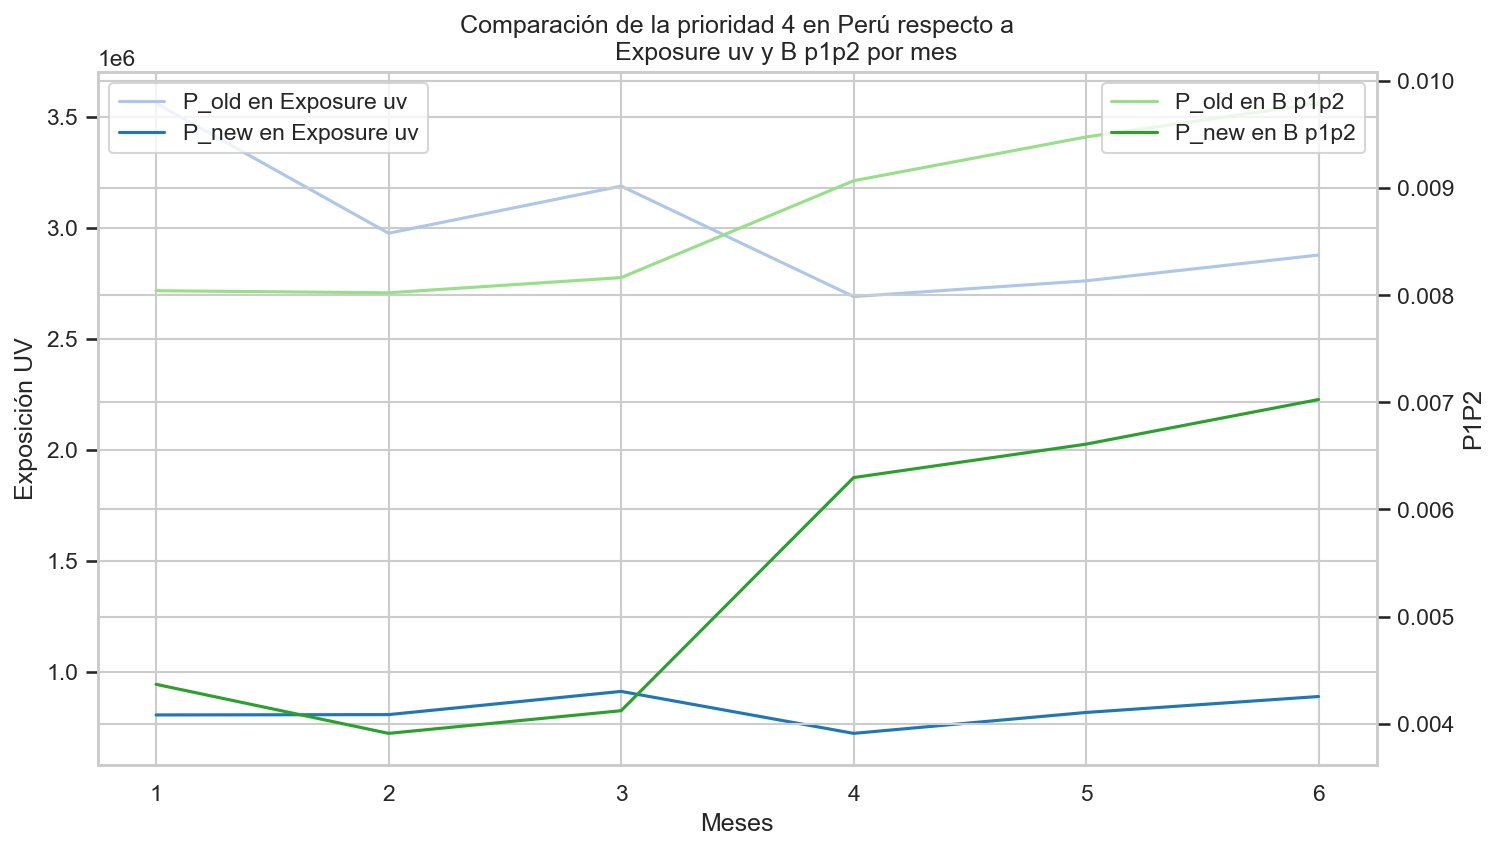 Comparación de la prioridad 4 en Perú respecto a
Exposure uv y B p1p2 por mes
1e6
P_old en Exposure uv
P_new en Exposure uv
P_old en B p1p2
P_new en B p1p2
Exposición UV
3.5
3.0
2.5
2.0
1.5
1.0
0.010
0.009
0.008
0.007
0.006
0.005
0.004
P1P2
1 2 3 4 5 6
Meses